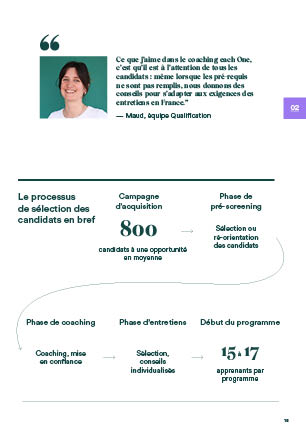 Ce que j'aime dans le coaching each One,
c'est qu'il est à l'attention de tous les
candidats : même lorsque les pré-requis
ne sont pas remplis, nous donnons des
conseils pour s'adapter aux exigences des
entretiens en France."
— Maud, équipe Qualification
02
Le processus
de sélection des
candidats en bref
Campagne
d'acquisition
800
candidats à une opportunité
en moyenne
Phase de
pré-screening
Sélection ou
ré-orientation
des candidats
Phase de coaching
Coaching, mise
en confiance
Phase d'entretiens
Sélection,
conseils
individualisés
Début du programme
15 à 17
apprenants par
programme